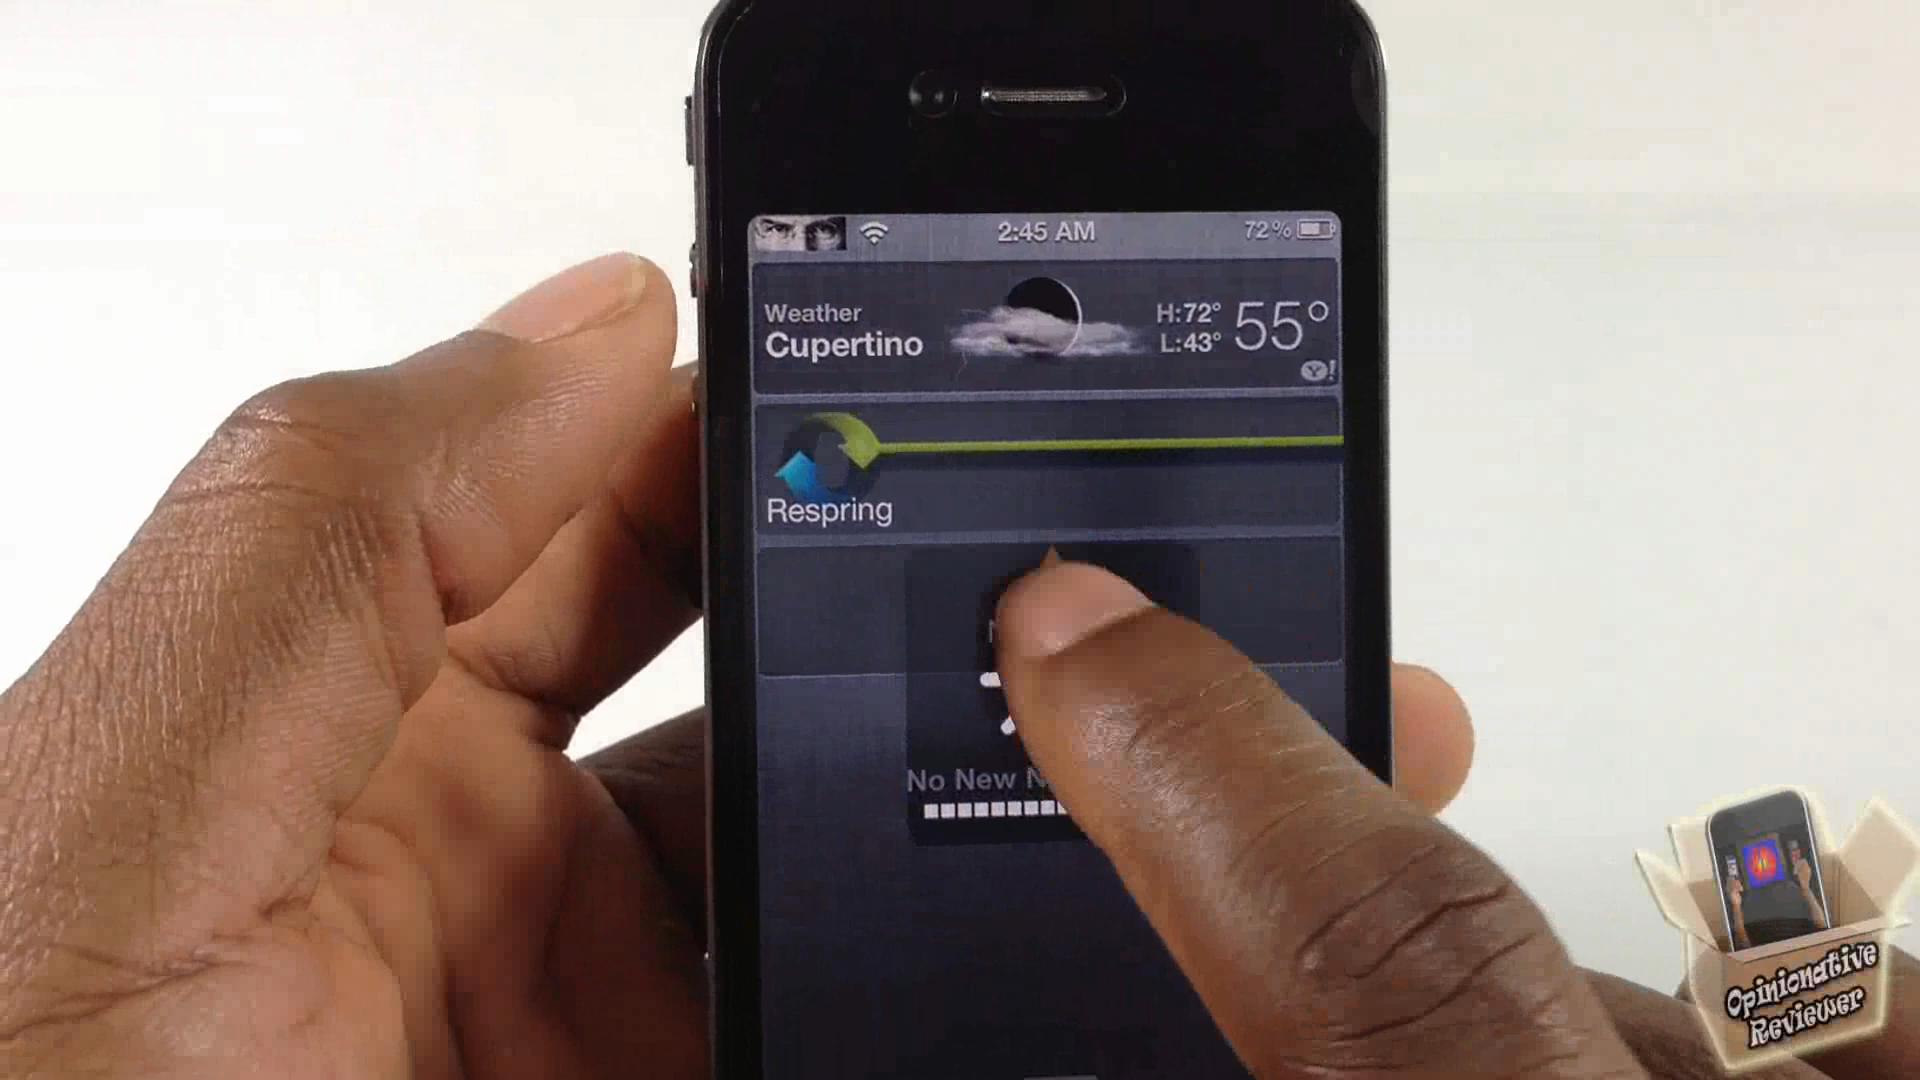 2:45 AM
72%
Weather
Cupertino
H:72°
L:43°
55°
Y!
Respring
No New
Opinionative
Reviewer